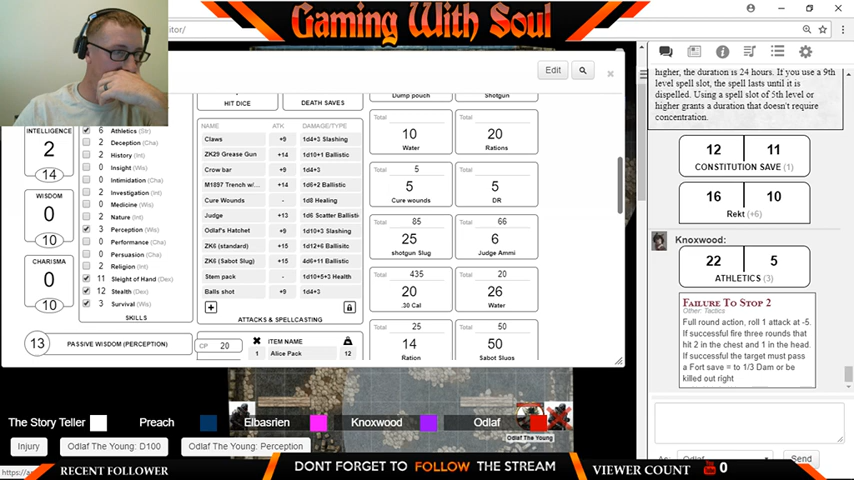 Gaming With Soul
itor/
Edit
HIT DICE
DEATH SAVES
Dump pouch
Shotgun
INTELLIGENCE
2
14
WISDOM
0
10
CHARISMA
0
10
6 Athletics (Str)
2 Deception (Cha)
2 History (Int)
0 Insight (Wis)
0 Intimidation (Cha)
2 Investigation (Int)
0 Medicine (Wis)
2 Nature (Int)
3 Perception (Wis)
0 Performance (Cha)
0 Persuasion (Cha)
2 Religion (Int)
11 Sleight of Hand (Dex)
12 Stealth (Dex)
3 Survival (Wis)
SKILLS
NAME ATK DAMAGE/TYPE
Claws +9 1d4+3 Slashing
ZK29 Grease Gun +14 1d10+1 Ballistic
Crow bar +9 1d4+3
M1897 Trench w/... +14 1d6+2 Ballistic
Cure Wounds - 1d8 Healing
Judge +13 1d6 Scatter Ballisti
Odlaf's Hatchet +9 1d10+3 Slashing
ZK6 (standard) +15 1d12+6 Ballisitc
ZK6 (Sabot Slug) +15 4d6+11 Ballistic
Stem pack - 1d10+5+3 Health
Balls shot +9 1d4+3
ATTACKS & SPELLCASTING
Total
10
Water
Total
20
Rations
5
5
Cure wounds
Total
5
DR
Total 85
25
shotgun Slug
Total 66
6
Judge Ammi
Total 435
20
.30 Cal
Total 20
26
Water
Total 25
14
Ration
Total 50
50
Sabot Slugs
13 PASSIVE WISDOM (PERCEPTION)
CP 20
ITEM NAME
1 Alice Pack 12
higher, the duration is 24 hours. If you use a 9th
level spell slot, the spell lasts until it is
dispelled. Using a spell slot of 5th level or
higher grants a duration that doesn't require
concentration.
12 11
CONSTITUTION SAVE (1)
16 10
Rekt (+6)
Knoxwood:
22 5
ATHLETICS (3)
Failure To Stop 2
Other: Tactics
Full round action, roll 1 attack at -5.
If successful fire three rounds that
hit 2 in the chest and 1 in the head.
If successful the target must pass
a Fort save = to 1/3 Dam or be
killed out right
As: Odlaf
Send
The Story Teller
Preach
Elbasrien
Knoxwood
Odlaf
Odlaf The Young
Injury
Odlaf The Young: D100
Odlaf The Young: Perception
RECENT FOLLOWER
DONT FORGET TO FOLLOW THE STREAM
VIEWER COUNT 0